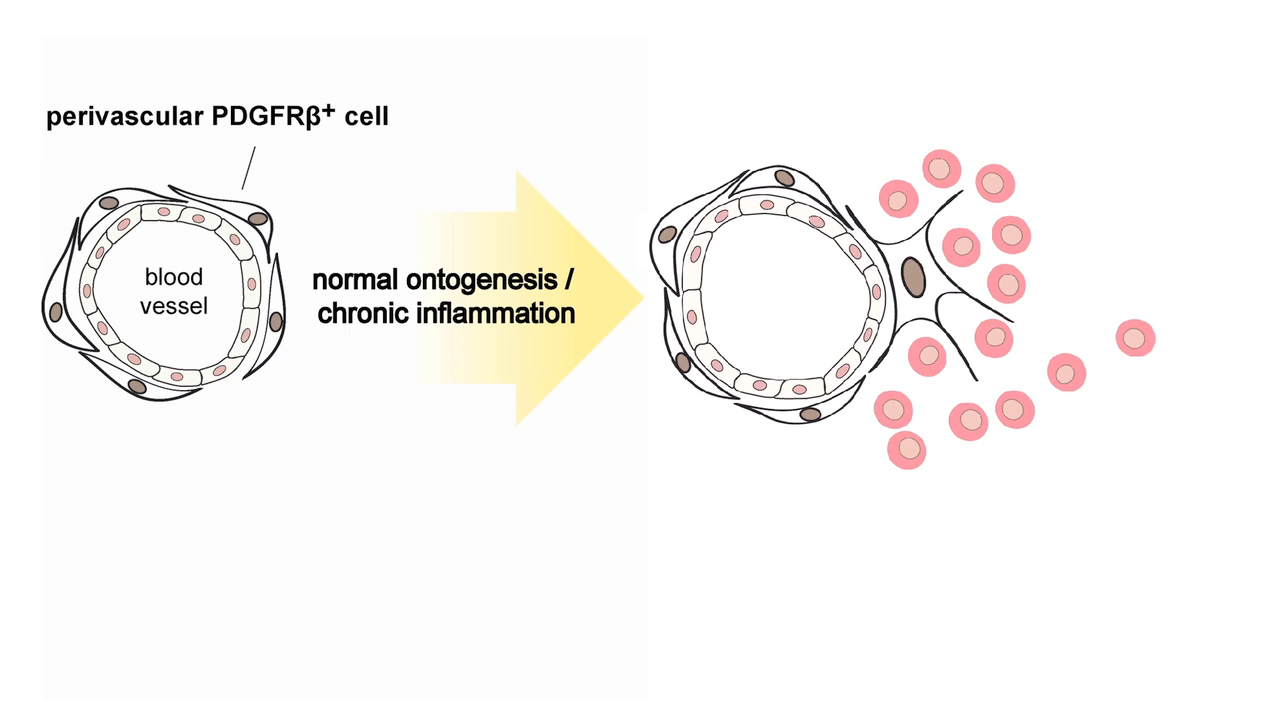 perivascular PDGFRβ⁺ cell
blood
vessel
normal ontogenesis /
chronic inflammation